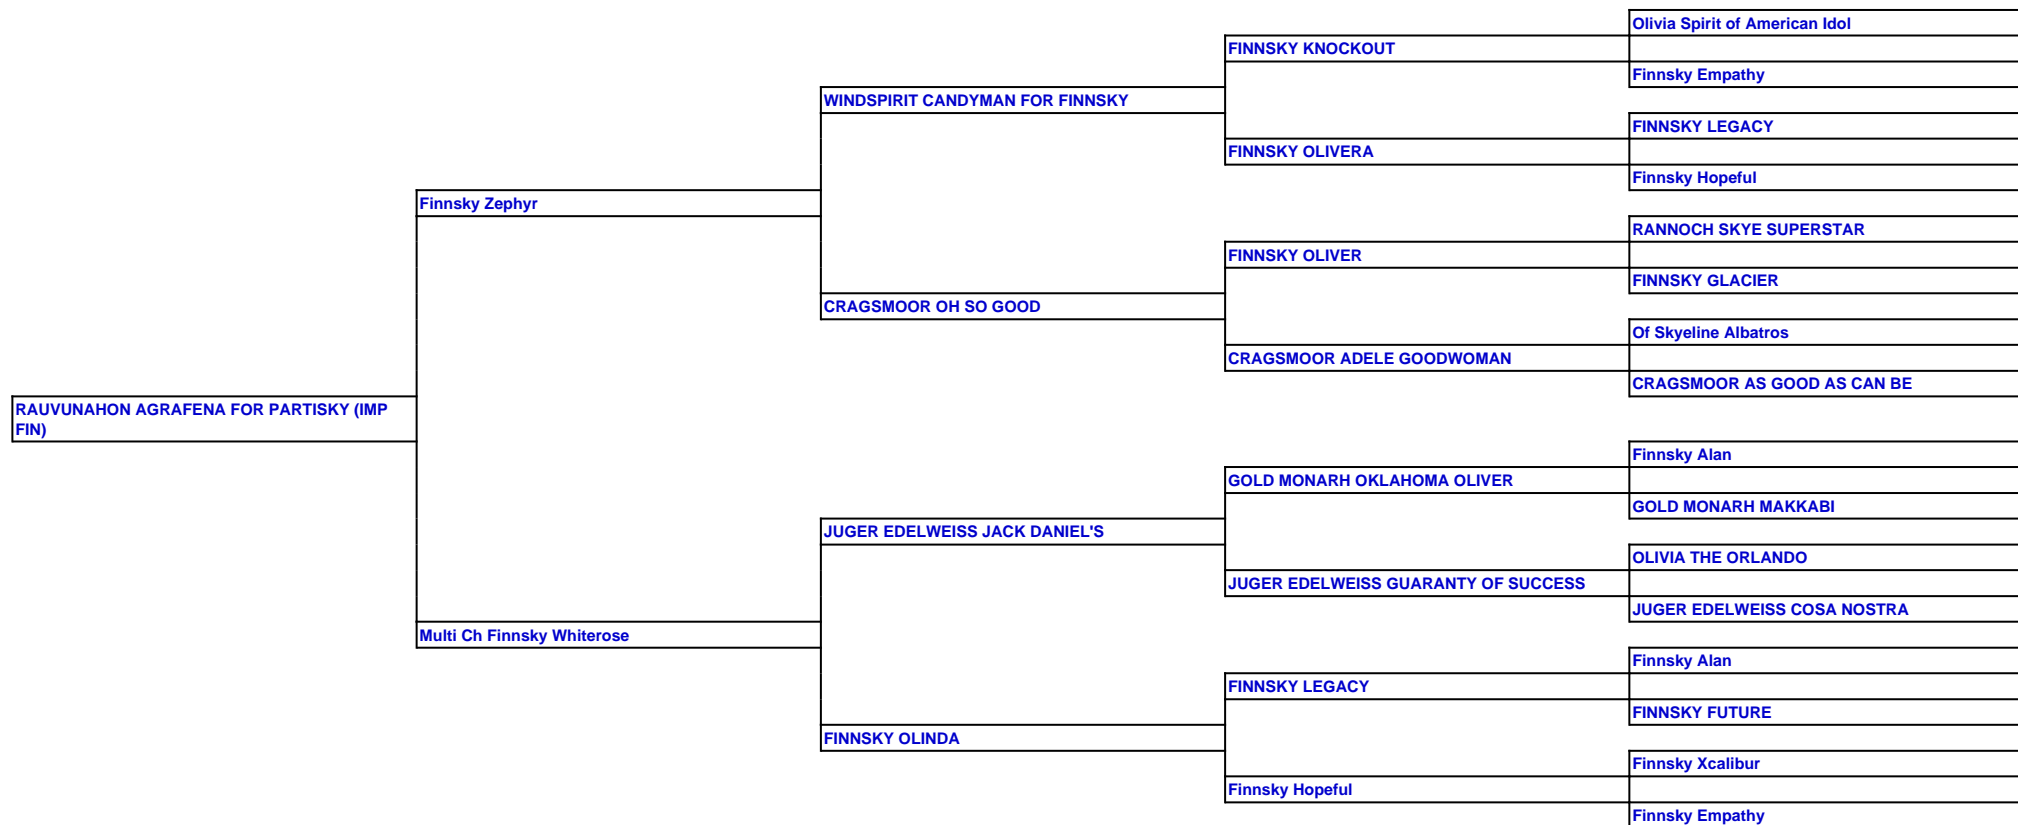 Olivia Spirit of American Idol
FINNSKY KNOCKOUT
Finnsky Empathy
WINDSPIRIT CANDYMAN FOR FINNSKY
FINNSKY LEGACY
FINNSKY OLIVERA
Finnsky Hopeful
Finnsky Zephyr
RANNOCH SKYE SUPERSTAR
FINNSKY OLIVER
FINNSKY GLACIER
CRAGSMOOR OH SO GOOD
Of Skyeline Albatros
CRAGSMOOR ADELE GOODWOMAN
CRAGSMOOR AS GOOD AS CAN BE
RAUVUNAHON AGRAFENA FOR PARTISKY (IMP
FIN)
Finnsky Alan
GOLD MONARH OKLAHOMA OLIVER
GOLD MONARH MAKKABI
JUGER EDELWEISS JACK DANIEL'S
OLIVIA THE ORLANDO
JUGER EDELWEISS GUARANTY OF SUCCESS
JUGER EDELWEISS COSA NOSTRA
Multi Ch Finnsky Whiterose
Finnsky Alan
FINNSKY LEGACY
FINNSKY FUTURE
FINNSKY OLINDA
Finnsky Xcalibur
Finnsky Hopeful
Finnsky Empathy